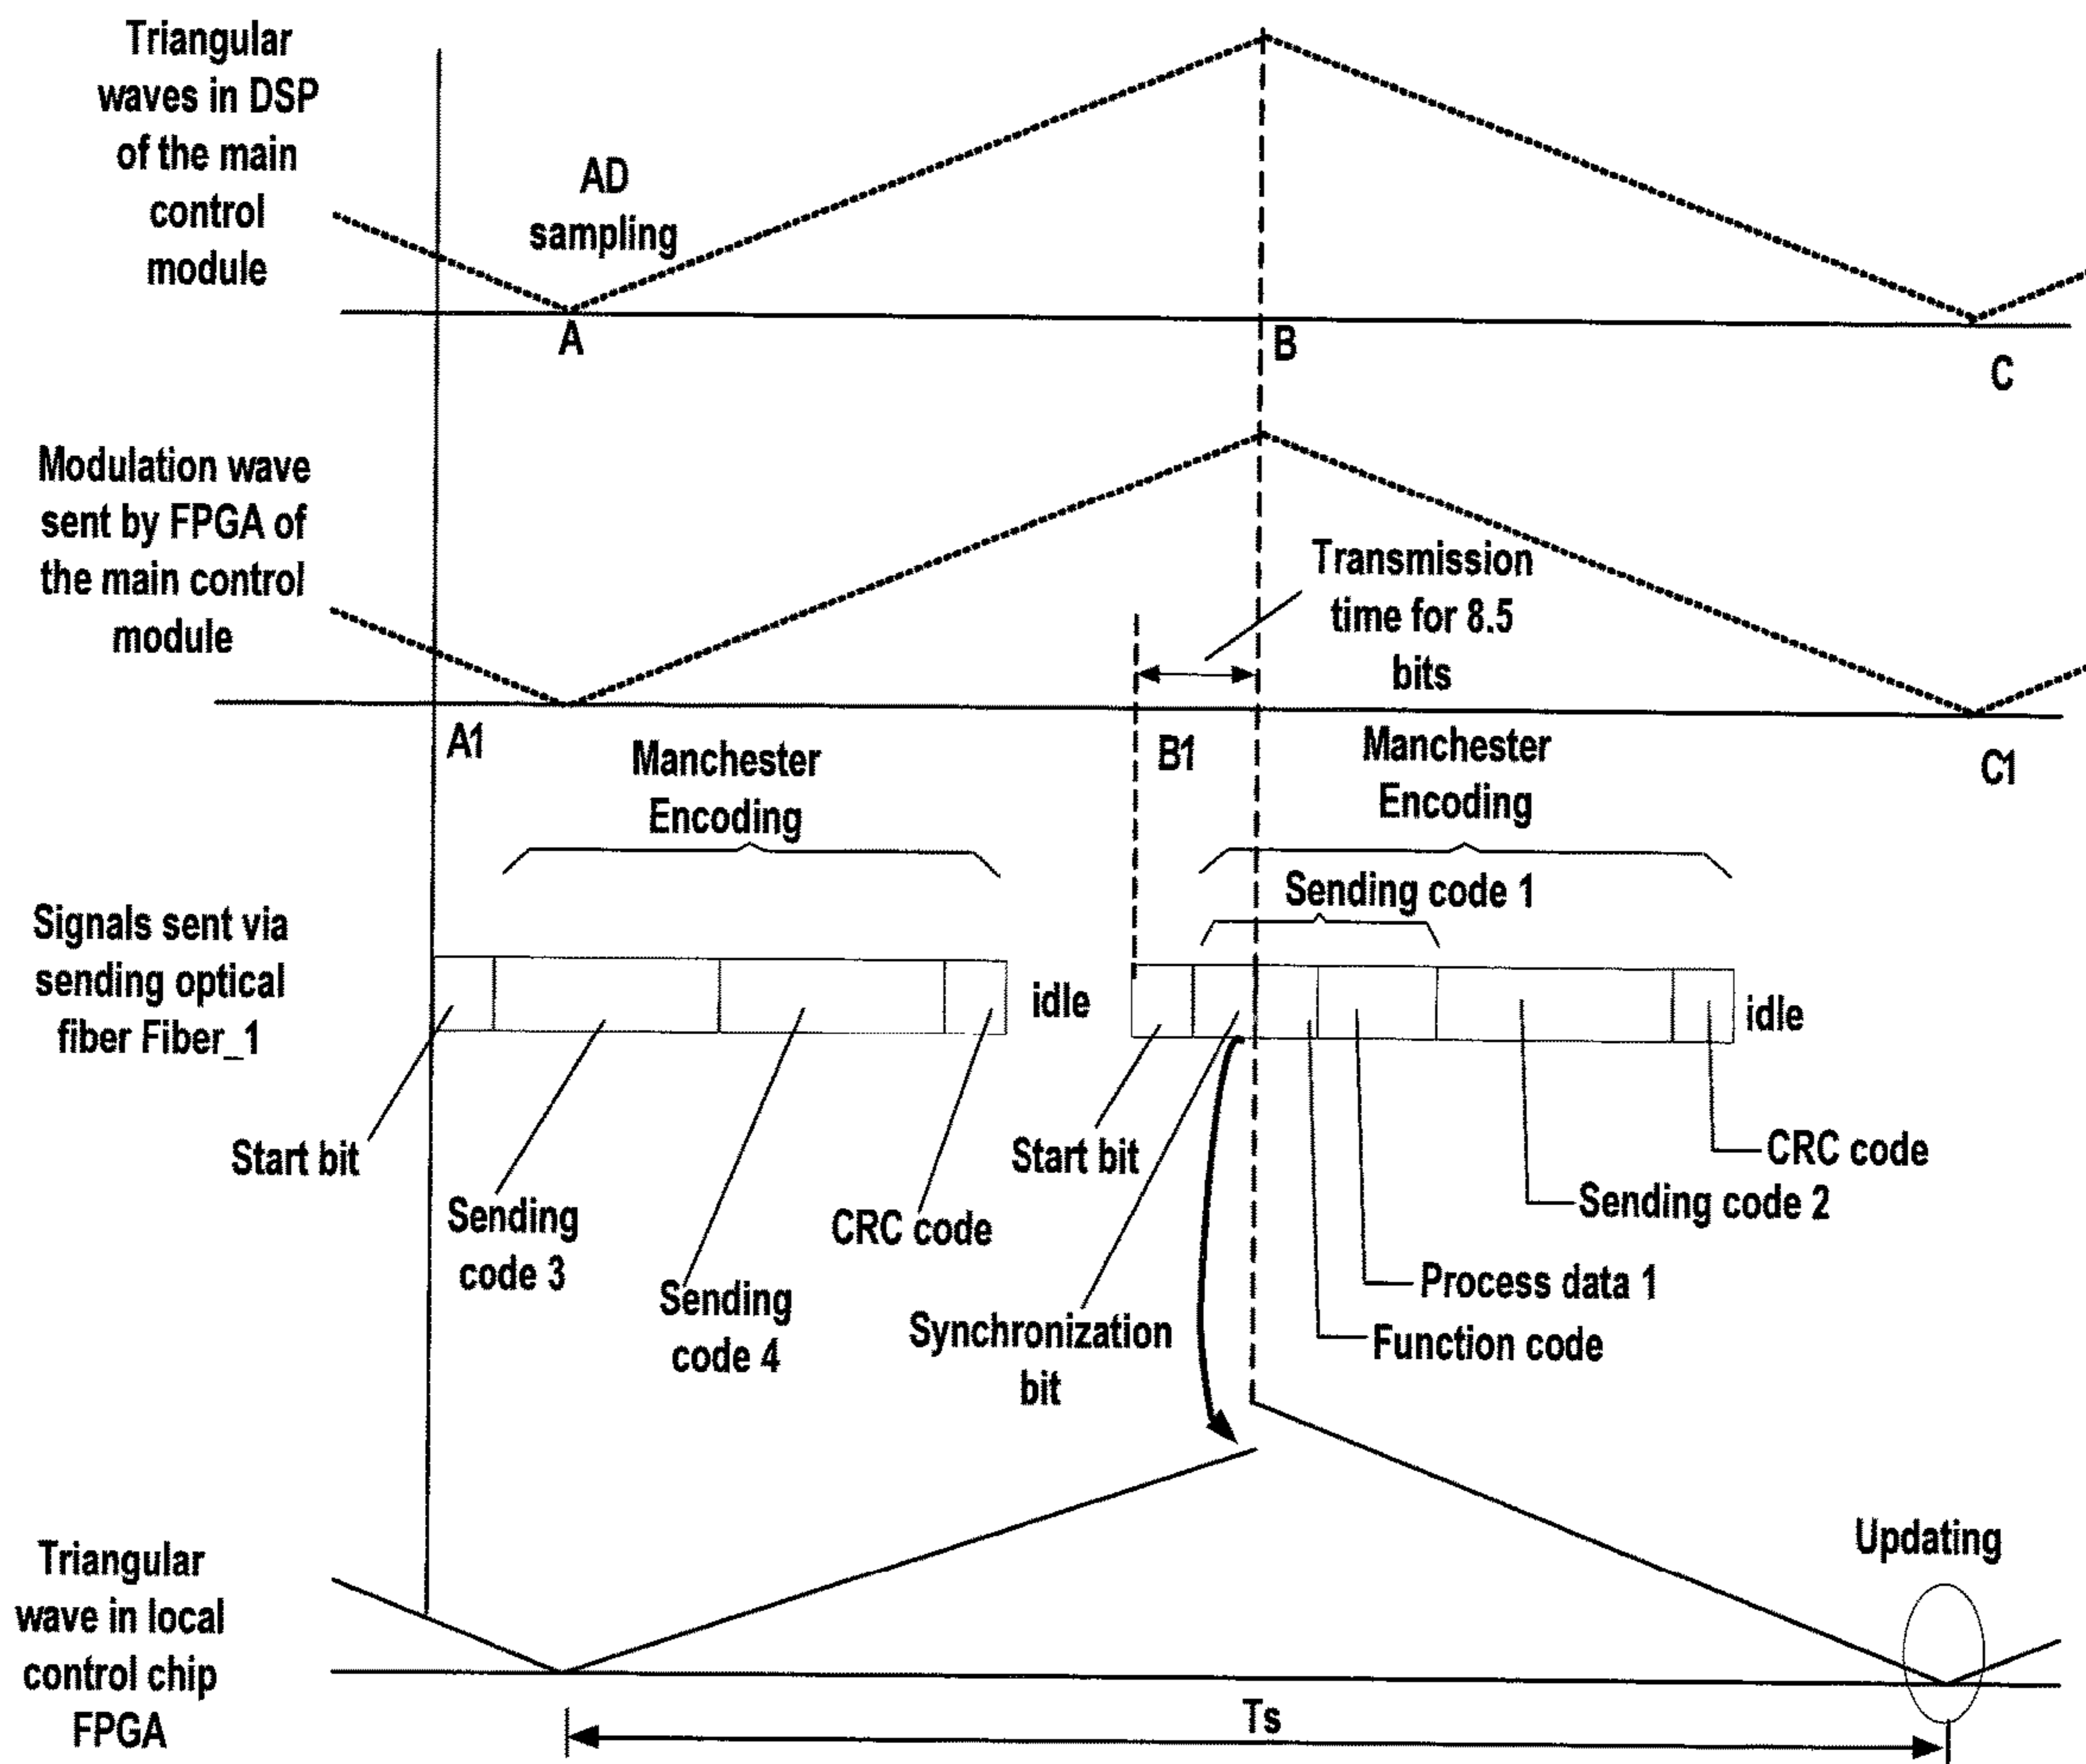 Triangular
waves in DSP
of the main
control
module
AD
sampling
A
B
C
Modulation wave
sent by FPGA of
the main control
module
Transmission
time for 8.5
bits
A1
B1
C1
Manchester
Encoding
Manchester
Encoding
Sending code 1
Signals sent via
sending optical
fiber Fiber_1
idle
idle
Start bit
Sending
code 3
Sending
code 4
CRC code
Start bit
Synchronization
bit
CRC code
Sending code 2
Process data 1
Function code
Updating
Triangular
wave in local
control chip
FPGA
Ts